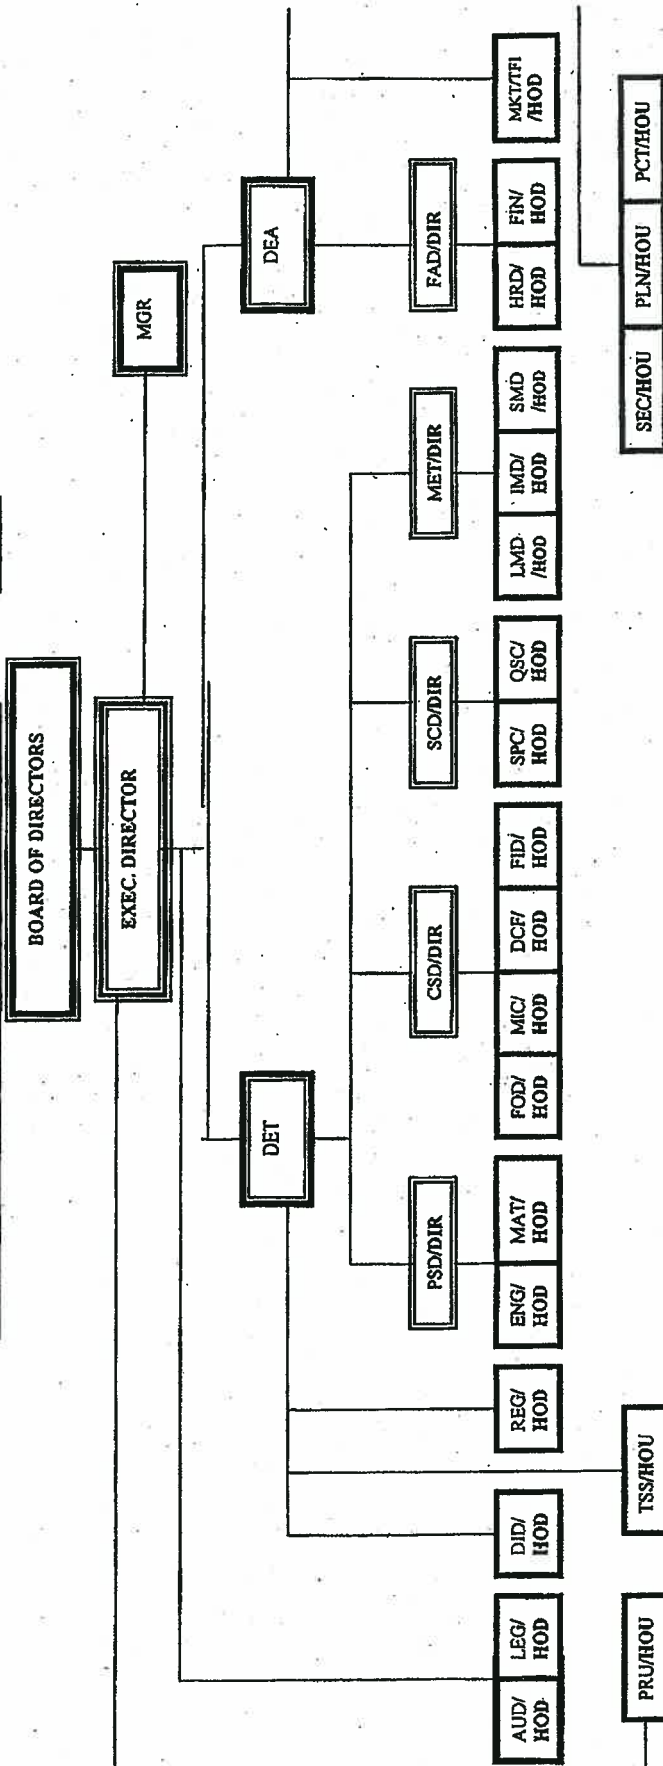 BOARD OF DIRECTORS
EXEC. DIRECTOR
MGR
DET
DEA
PSD/DIR
CSD/DIR
SCD/DIR
MET/DIR
FAD/DIR
AUD/
HOD
LEG/
HOD
DID/
HOD
REG/
HOD
ENG/
HOD
MAT/
HOD
FOD/
HOD
MIC/
HOD
DCF/
HOD
FID/
HOD
SPC/
HOD
QSC/
HOD
LMD
/HOD
IMD/
HOD
SMD
/HOD
HRD/
HOD
FIN/
HOD
MKT/TFI
/HOD
PRU/HOU
TSS/HOU
SEC/HOU
PLN/HOU
PCT/HOU